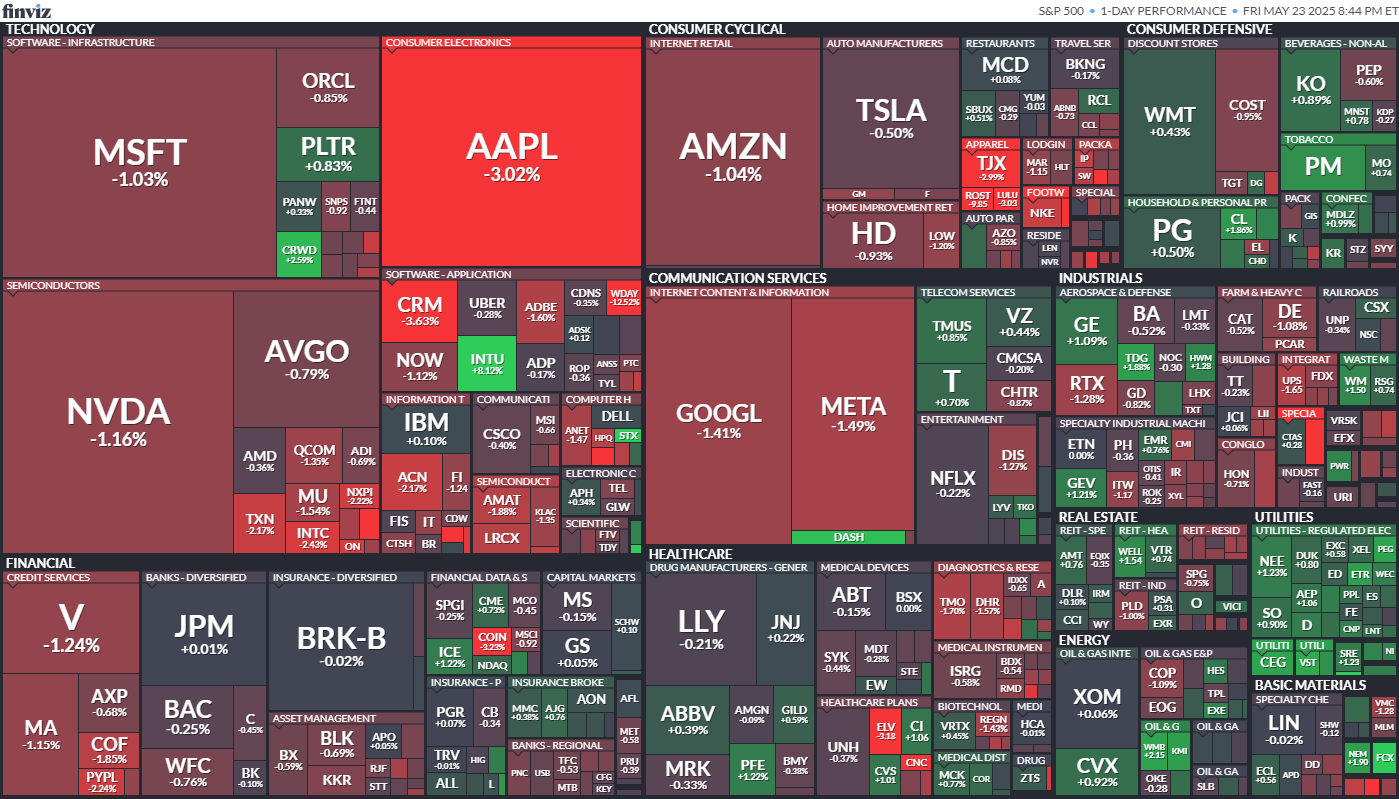 finviz
S&P 500 • 1-DAY PERFORMANCE • FRI MAY 23 2025 8:44 PM ET
TECHNOLOGY
SOFTWARE - INFRASTRUCTURE
MSFT
-1.03%
ORCL
-0.85%
PLTR
+0.83%
PANW
+0.33%
SNPS
-0.92
FTNT
-0.44
CRWD
+2.59%
CONSUMER ELECTRONICS
AAPL
-3.02%
SEMICONDUCTORS
NVDA
-1.16%
AVGO
-0.79%
AMD
-0.36%
QCOM
-1.35%
ADI
-0.69%
TXN
-2.17%
MU
-1.54%
NXPI
-2.22%
INTC
-2.43%
ON
SOFTWARE - APPLICATION
CRM
-3.63%
UBER
-0.28%
ADBE
-1.60%
CDNS
-0.35%
WDAY
-12.52%
NOW
-1.12%
INTU
+8.12%
ADP
-0.17%
ADSK
+0.12
ROP
-0.36
ANSS
PTC
TYL
INFORMATION T
IBM
+0.10%
ACN
-2.17%
FI
-1.24
FIS
IT
CDW
CTSH
BR
COMMUNICATI
CSCO
-0.40%
MSI
COMPUTER H
DELL
-0.66
ANET
-1.47
HPQ
STX
SEMICONDUCT
AMAT
-1.88%
KLAC
-1.35
LRCX
ELECTRONIC C
APH
+0.34%
TEL
GLW
SCIENTIFIC
FTV
TDY
CONSUMER CYCLICAL
INTERNET RETAIL
AMZN
-1.04%
AUTO MANUFACTURERS
TSLA
-0.50%
GM
F
HOME IMPROVEMENT RET
HD
-0.93%
LOW
-1.20%
RESTAURANTS
MCD
+0.08%
SBUX
+0.51%
CMG
-0.29
YUM
-0.03
TRAVEL SER
BKNG
-0.17%
ABNB
-0.73
RCL
CCL
APPAREL
TJX
-2.99%
ROST
-9.85
LULU
-3.03
LODGIN
MAR
-1.15
HLT
PACKA
IP
SW
FOOTW
NKE
SPECIAL
AUTO PAR
AZO
-0.85%
RESIDE
LEN
NVR
CONSUMER DEFENSIVE
DISCOUNT STORES
WMT
+0.43%
COST
-0.95%
TGT
DG
BEVERAGES - NON-AL
KO
+0.89%
PEP
-0.60%
MNST
+0.78
KDP
-0.27
TOBACCO
PM
MO
+0.74
HOUSEHOLD & PERSONAL PR
PG
+0.50%
CL
+1.86%
EL
CHD
PACK
GIS
K
CONFEC
MDLZ
+0.99%
KR
STZ
SYY
COMMUNICATION SERVICES
INTERNET CONTENT & INFORMATION
GOOGL
-1.41%
META
-1.49%
DASH
TELECOM SERVICES
TMUS
+0.85%
VZ
+0.44%
T
+0.70%
CMCSA
-0.20%
CHTR
-0.87%
ENTERTAINMENT
NFLX
-0.22%
DIS
-1.27%
LYV
TKO
INDUSTRIALS
AEROSPACE & DEFENSE
GE
+1.09%
BA
-0.52%
LMT
-0.33%
RTX
-1.28%
TDG
+1.88%
NOC
-0.30
HWM
+1.28
GD
-0.82%
LHX
TXT
SPECIALTY INDUSTRIAL MACHI
ETN
0.00%
PH
-0.36
EMR
+0.76%
CMI
GEV
+1.21%
ITW
-1.17
OTIS
-0.41
IR
ROK
-0.25
XYL
FARM & HEAVY C
CAT
-0.52%
DE
-1.08%
PCAR
RAILROADS
UNP
-0.34%
CSX
NSC
BUILDING
TT
-0.23%
JCI
+0.06%
LII
INTEGRAT
UPS
-1.65
FDX
WASTE M
WM
+1.50
RSG
+0.74
CONGLO
HON
-0.71%
SPECIA
CTAS
+0.28
VRSK
EFX
INDUST
FAST
-0.16
PWR
URI
FINANCIAL
CREDIT SERVICES
V
-1.24%
MA
-1.15%
AXP
-0.68%
COF
-1.85%
PYPL
-2.24%
BANKS - DIVERSIFIED
JPM
+0.01%
BAC
-0.25%
C
-0.45%
WFC
-0.76%
BK
-0.10%
INSURANCE - DIVERSIFIED
BRK-B
-0.02%
ASSET MANAGEMENT
BX
-0.59%
BLK
-0.69%
APO
+0.05%
KKR
RJF
STT
FINANCIAL DATA & S
SPGI
-0.25%
CME
+0.73%
MCO
-0.45
COIN
-3.23%
MSCI
-0.92
ICE
+1.22%
NDAQ
CAPITAL MARKETS
MS
-0.15%
GS
+0.05%
SCHW
+0.10
INSURANCE - P
PGR
+0.07%
CB
-0.34
TRV
-0.01%
HIG
ALL
L
INSURANCE BROKE
MMC
+0.38%
AJG
+0.76
AON
AFL
MET
-0.58
PRU
-0.39
BANKS - REGIONAL
PNC
USB
TFC
-0.53
MTB
CFG
KEY
HEALTHCARE
DRUG MANUFACTURERS - GENER
LLY
-0.21%
JNJ
+0.22%
ABBV
+0.39%
AMGN
-0.09%
GILD
+0.59%
MRK
-0.33%
PFE
+1.22%
BMY
-0.38%
MEDICAL DEVICES
ABT
-0.15%
BSX
0.00%
SYK
-0.44%
MDT
-0.28%
STE
EW
HEALTHCARE PLANS
UNH
-0.37%
ELV
-3.18
CI
+1.06
CVS
+1.01
CNC
DIAGNOSTICS & RESE
TMO
-1.70%
DHR
-1.57%
IDXX
-0.65
A
MEDICAL INSTRUMEN
ISRG
-0.58%
BDX
-0.54
RMD
BIOTECHNOL
VRTX
+0.45%
REGN
-1.43%
MEDI
HCA
-0.01%
MEDICAL DIST
MCK
+0.77%
COR
DRUG
ZTS
REAL ESTATE
REIT - SPE
AMT
+0.76
EQIX
-0.35
DLR
+0.10%
IRM
CCI
WY
REIT - HEA
WELL
+1.54
VTR
+0.74
REIT - IND
PLD
-1.00%
PSA
+0.31
EXR
REIT - RESID
SPG
-0.75%
O
VICI
UTILITIES
UTILITIES - REGULATED ELEC
NEE
+1.23%
DUK
+0.80
EXC
+0.58
XEL
PEG
ED
ETR
WEC
SO
+0.90%
AEP
+1.06
PPL
ES
FE
D
CNP
LNT
UTILITI
CEG
UTILI
VST
SRE
+1.23
NI
HES
ENERGY
OIL & GAS INTE
XOM
+0.06%
CVX
+0.92%
OIL & GAS E&P
COP
-1.09%
HES
TPL
EOG
EXE
OIL & G
WMB
+2.15
KMI
OKE
-0.28
OIL & GA
OIL & GA
SLB
BASIC MATERIALS
SPECIALTY CHE
LIN
-0.02%
SHW
-0.12
ECL
+0.56
APD
DD
VMC
-1.28
MLM
NEM
+1.90
FCX